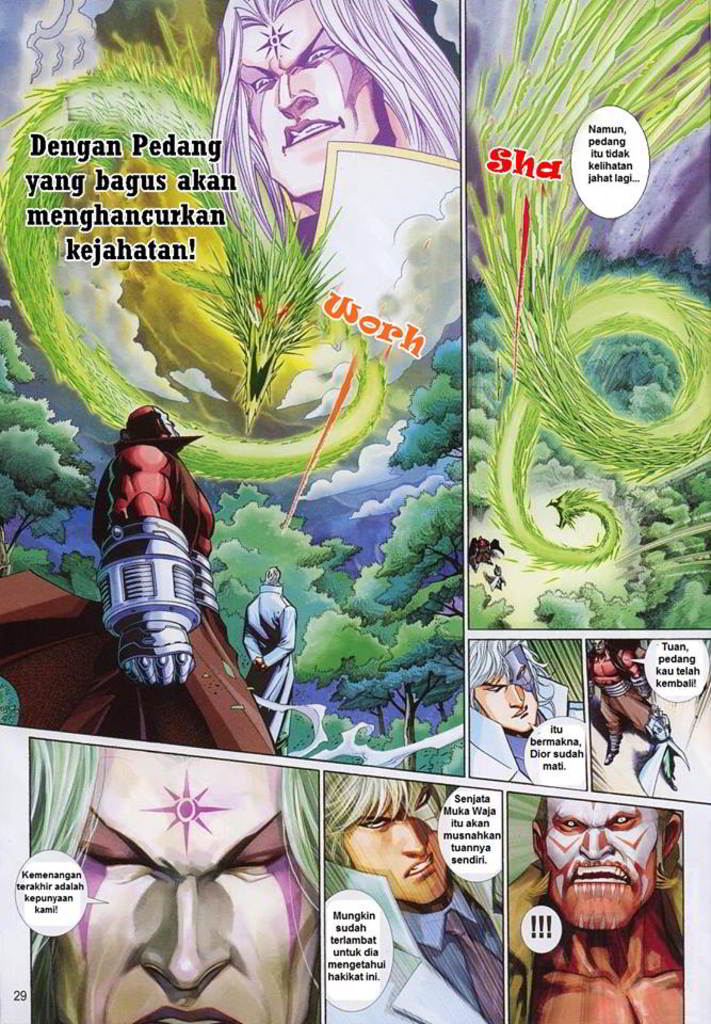 Dengan Pedang
yang bagus akan
menghancurkan
kejahatan!
Worh
Sha
Namun,
pedang
itu tidak
kelihatan
jahat lagi...
itu
bermakna,
Dior sudah
mati.
Tuan,
pedang
kau telah
kembali!
Kemenangan
terakhir adalah
kepunyaan
kami!
Senjata
Muka Waja
itu akan
musnahkan
tuannya
sendiri.
Mungkin
sudah
terlambat
untuk dia
mengetahui
hakikat ini.
!!!
29